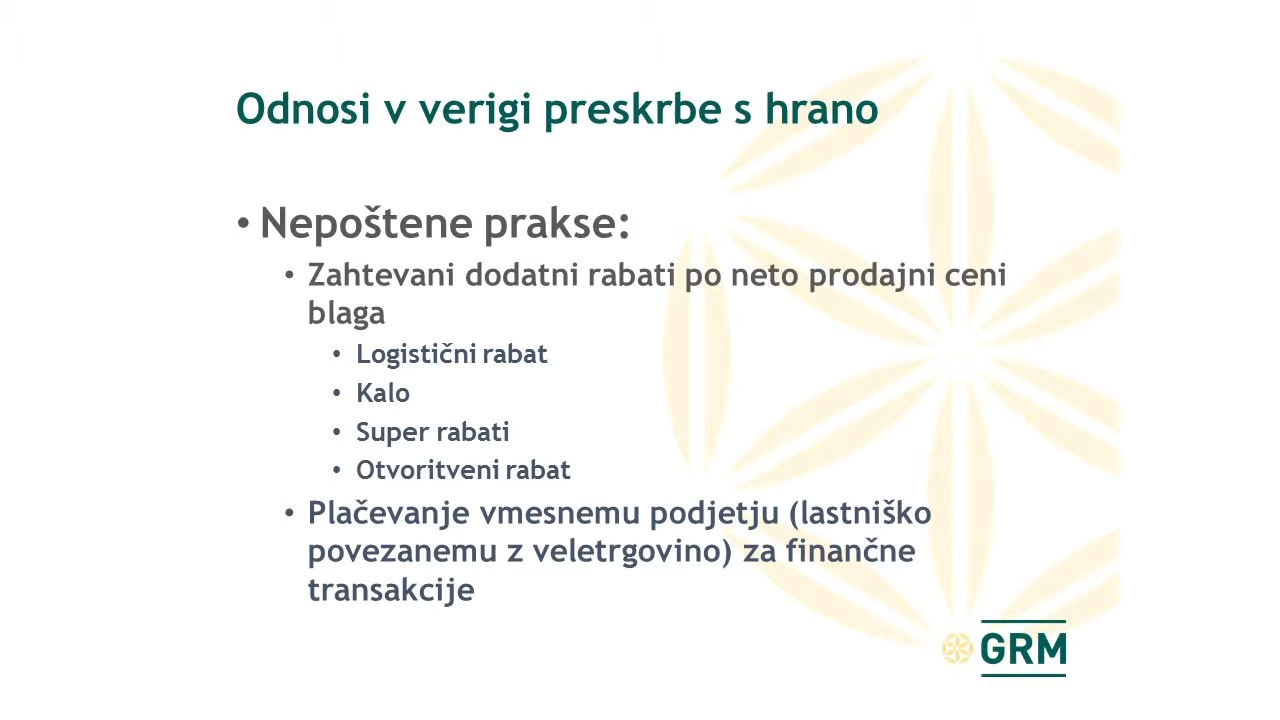 Odnosi v verigi preskrbe s hrano
• Nepoštene prakse:
• Zahtevani dodatni rabati po neto prodajni ceni
blaga
• Logistični rabat
• Kalo
• Super rabati
• Otvoritveni rabat
• Plačevanje vmesnemu podjetju (lastniško
povezanemu z veletrgovino) za finančne
transakcije
GRM